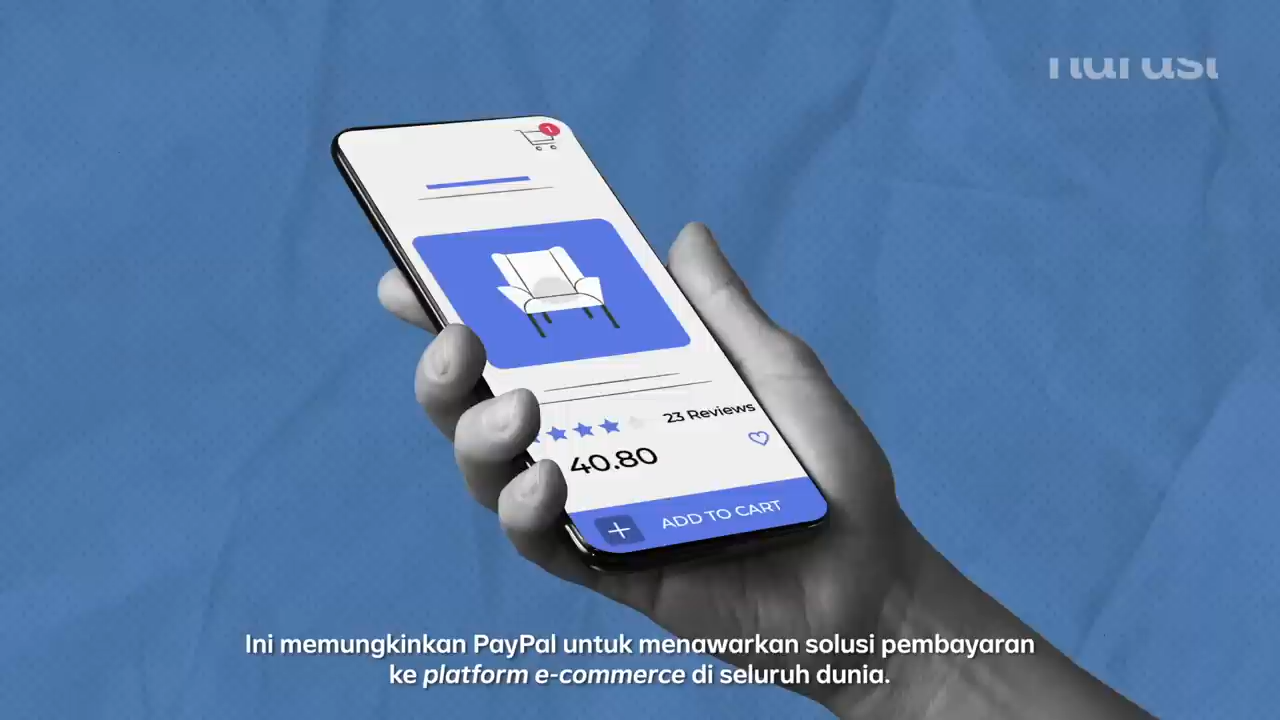 1
23 Reviews
40.80
ADD TO CART
Ini memungkinkan PayPal untuk menawarkan solusi pembayaran
ke platform e-commerce di seluruh dunia.